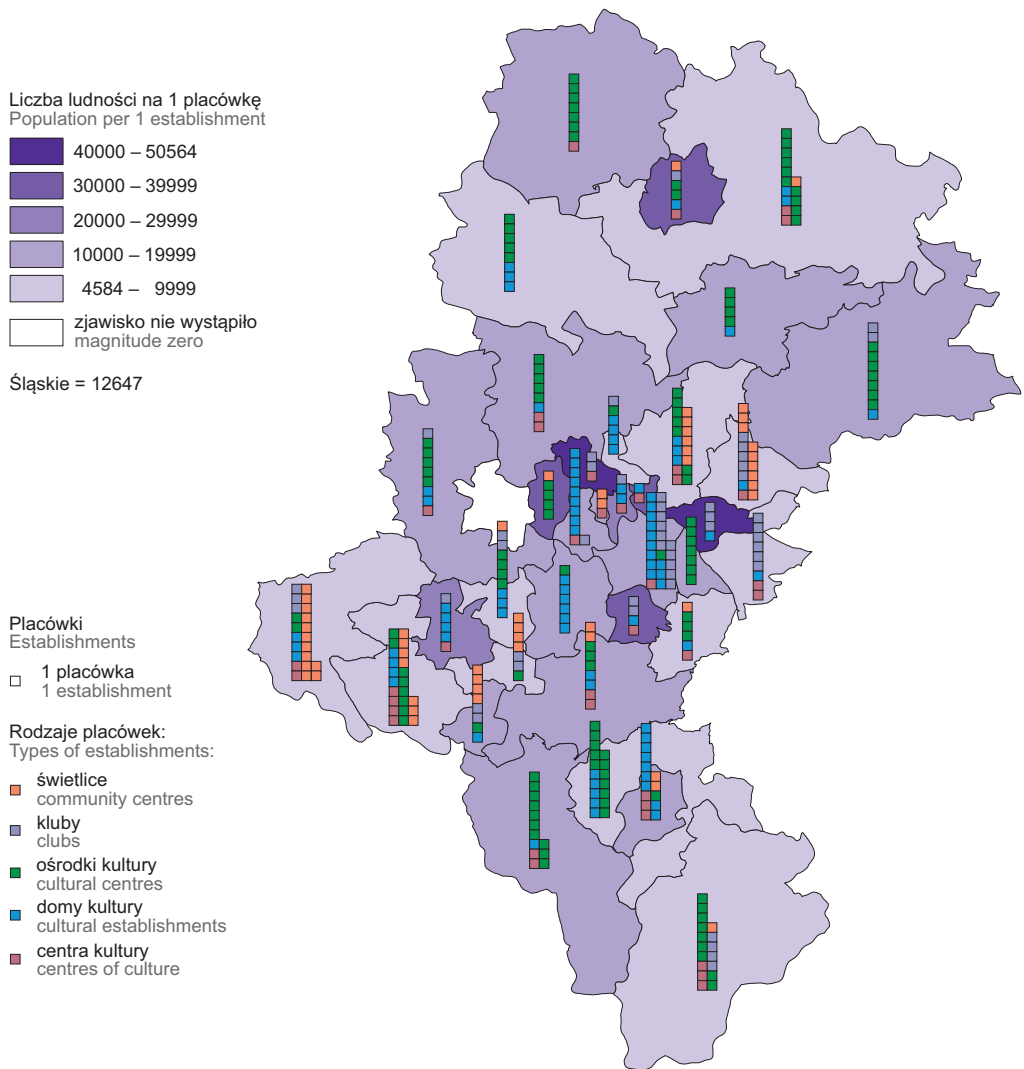 Liczba ludności na 1 placówkę
Population per 1 establishment
40000 – 50564
30000 – 39999
20000 – 29999
10000 – 19999
4584 – 9999
zjawisko nie wystąpiło
magnitude zero
Śląskie = 12647
Placówki
Establishments
1 placówka
1 establishment
Rodzaje placówek:
Types of establishments:
świetlice
community centres
kluby
clubs
ośrodki kultury
cultural centres
domy kultury
cultural establishments
centra kultury
centres of culture